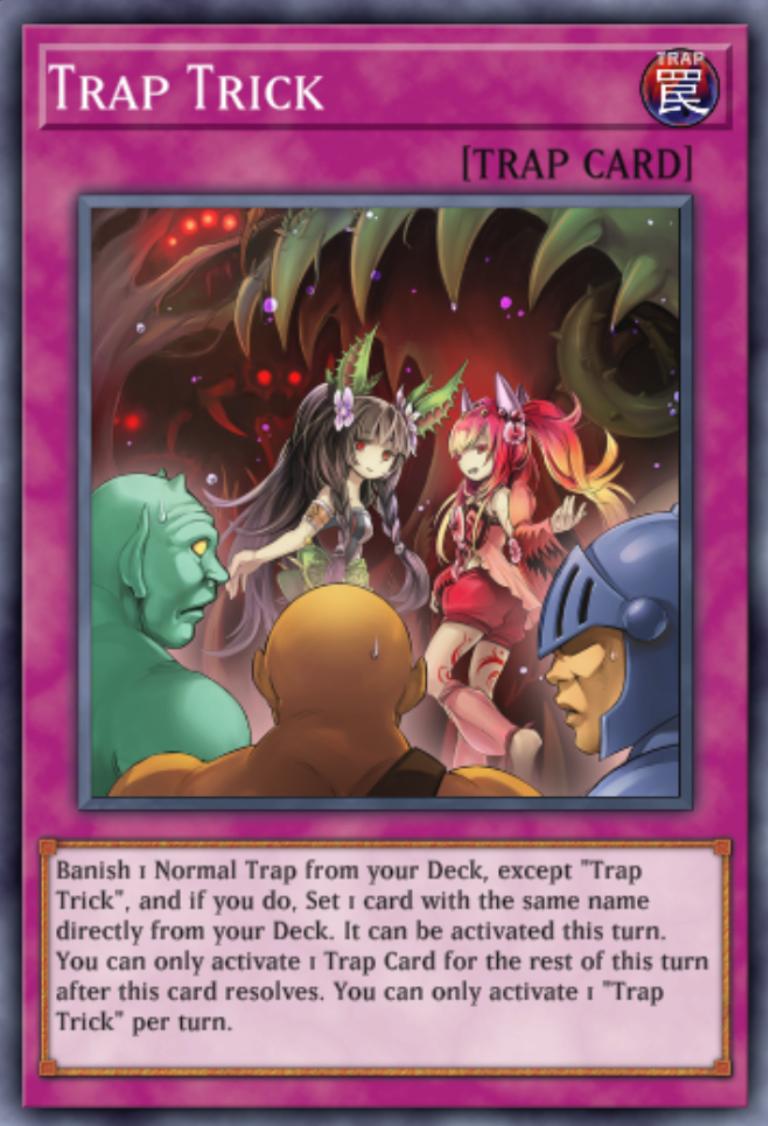 TRAP TRICK
TRAP
罠
[TRAP CARD]
Banish 1 Normal Trap from your Deck, except "Trap
Trick", and if you do, Set 1 card with the same name
directly from your Deck. It can be activated this turn.
You can only activate 1 Trap Card for the rest of this turn
after this card resolves. You can only activate 1 "Trap
Trick" per turn.